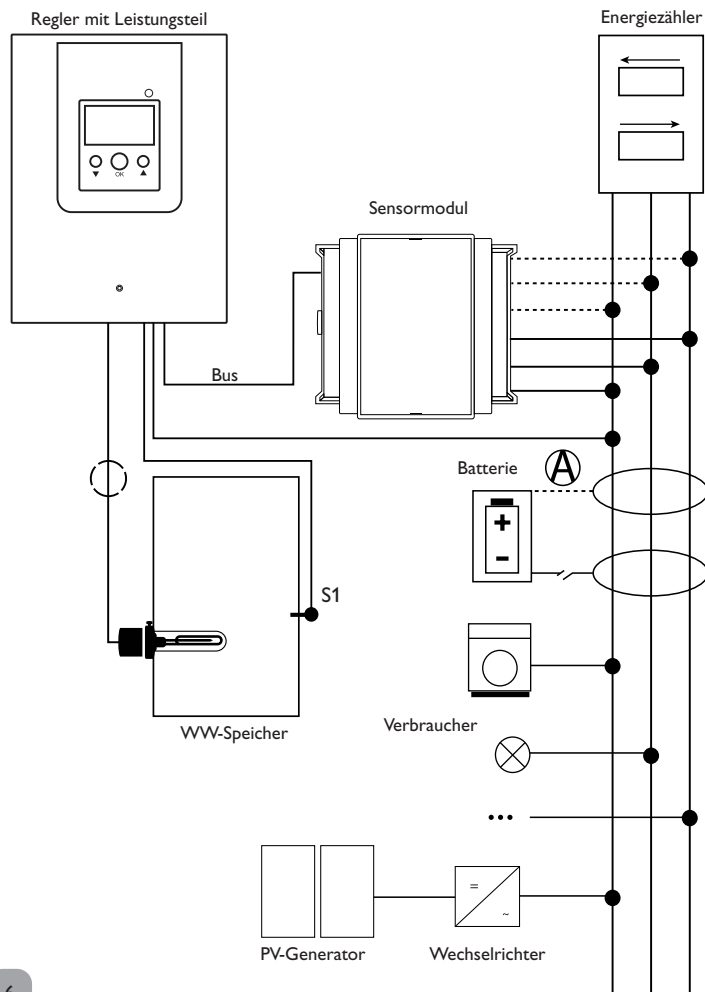 Regler mit Leistungsteil
Energiezähler
OK
Sensormodul
Bus
Batterie
A
+
-
S1
WW-Speicher
Verbraucher
...
=
~
PV-Generator
Wechselrichter